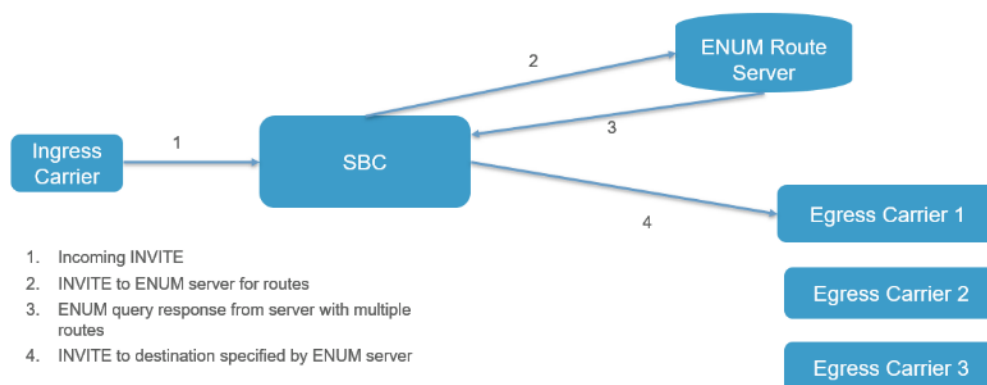 ENUM Route
Server
2
3
1
Ingress
Carrier
SBC
Egress Carrier 1
4
1. Incoming INVITE
2. INVITE to ENUM server for routes
3. ENUM query response from server with multiple
routes
4. INVITE to destination specified by ENUM server
Egress Carrier 2
Egress Carrier 3